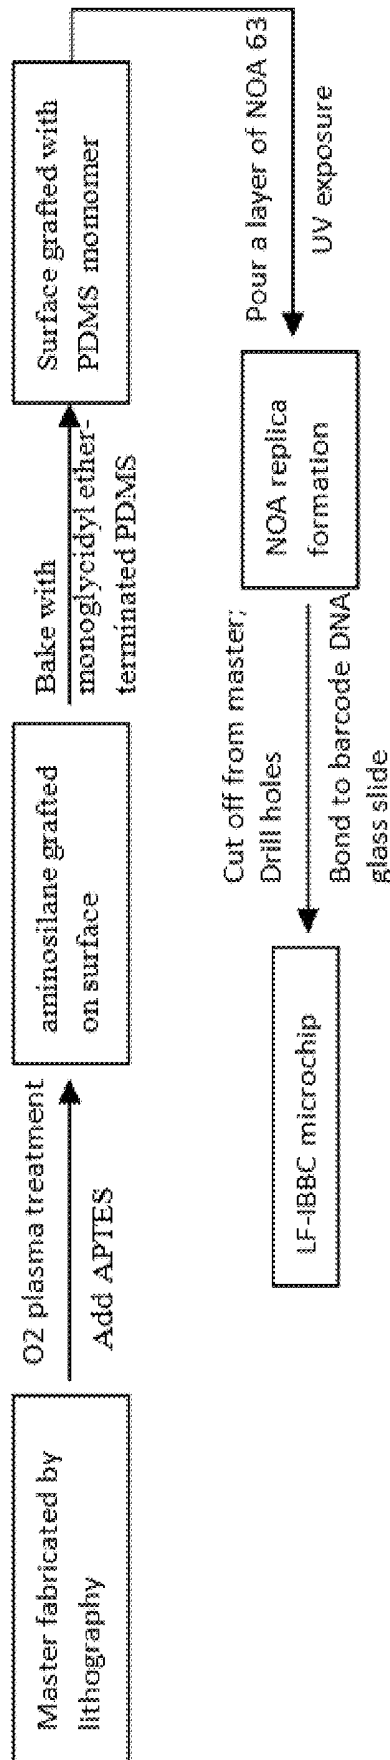 Master fabricated by
lithography
O2 plasma treatment
Add APTES
aminosilane grafted
on surface
Bake with
monoglycidyl ether-
terminated PDMS
Surface grafted with
PDMS momomer
Pour a layer of NOA 63
UV exposure
NOA replica
formation
Cut off from master;
Drill holes
Bond to barcode DNA
glass slide
LF-IBBC microchip